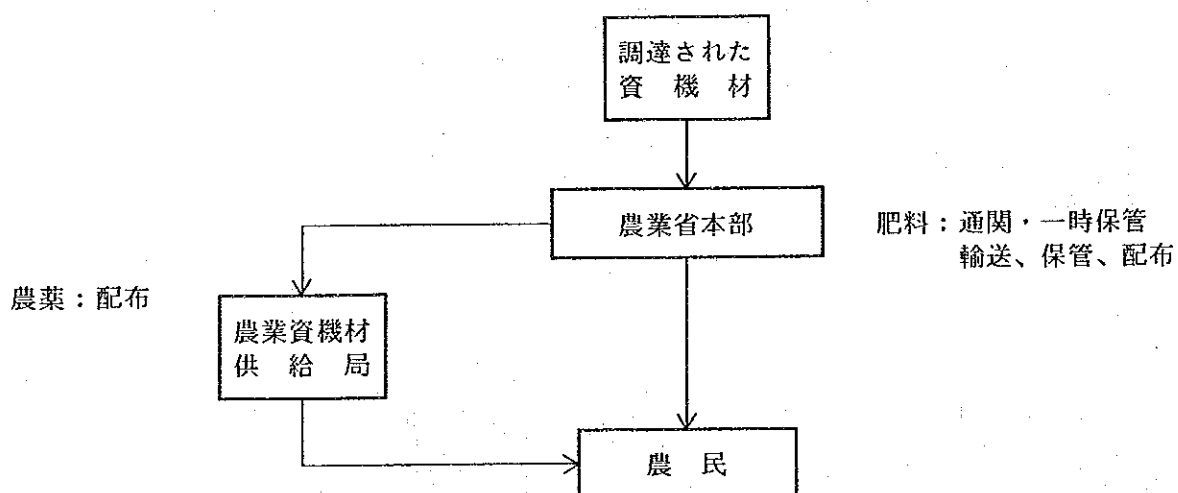 調達された
資機材
農業省本部
肥料：通関・一時保管
輸送、保管、配布
農薬：配布
農業資機材
供給局
農民